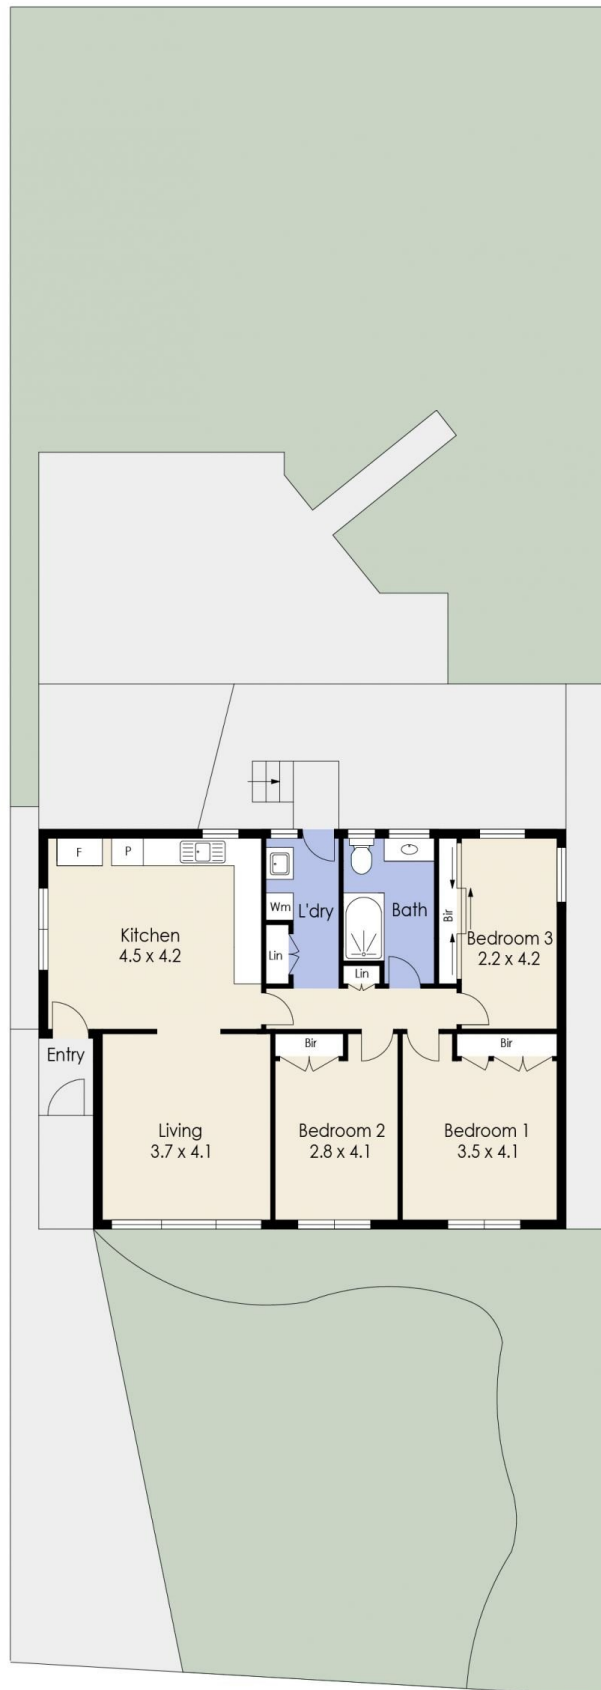 F
P
Kitchen
4.5 x 4.2
Wm
L'dry
Lin
Bath
Lin
Bir
Bedroom 3
2.2 x 4.2
Entry
Bir
Bir
Living
3.7 x 4.1
Bedroom 2
2.8 x 4.1
Bedroom 1
3.5 x 4.1